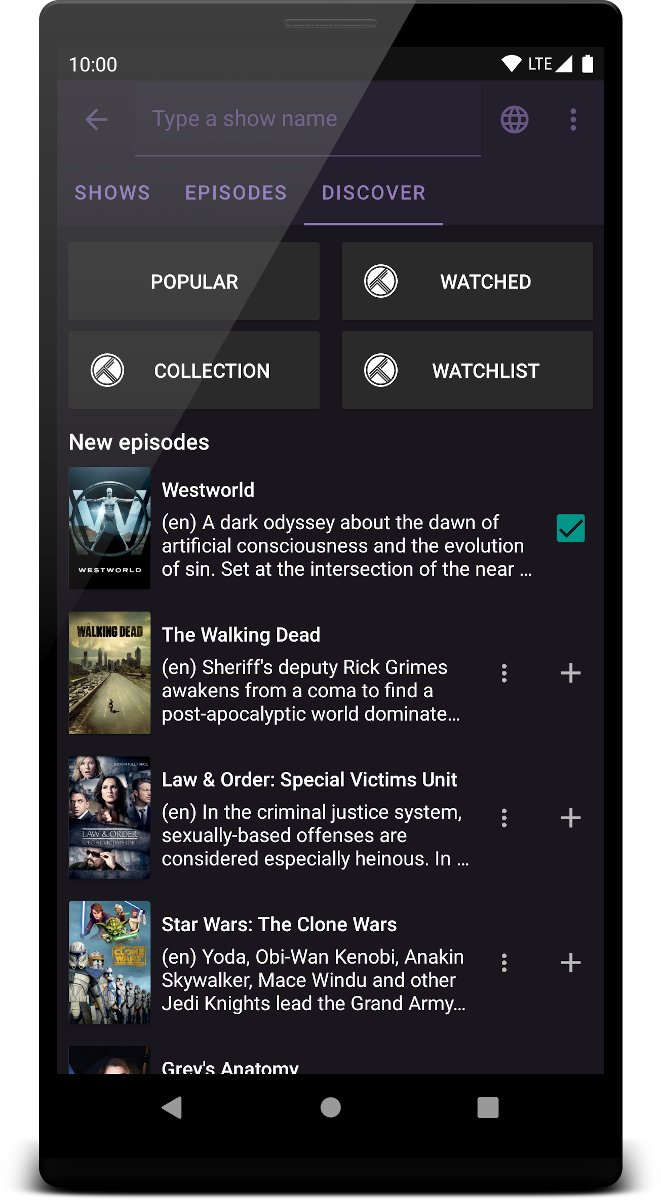 10:00 LTE
Type a show name
SHOWS EPISODES DISCOVER
POPULAR WATCHED
COLLECTION WATCHLIST
New episodes
WESTWORLD
Westworld
(en) A dark odyssey about the dawn of
artificial consciousness and the evolution
of sin. Set at the intersection of the near ...
WALKING DEAD
The Walking Dead
(en) Sheriff's deputy Rick Grimes
awakens from a coma to find a
post-apocalyptic world dominate...
LAW & ORDER
Law & Order: Special Victims Unit
(en) In the criminal justice system,
sexually-based offenses are
considered especially heinous. In ...
CLONE WARS
Star Wars: The Clone Wars
(en) Yoda, Obi-Wan Kenobi, Anakin
Skywalker, Mace Windu and other
Jedi Knights lead the Grand Army...
Grey's Anatomy